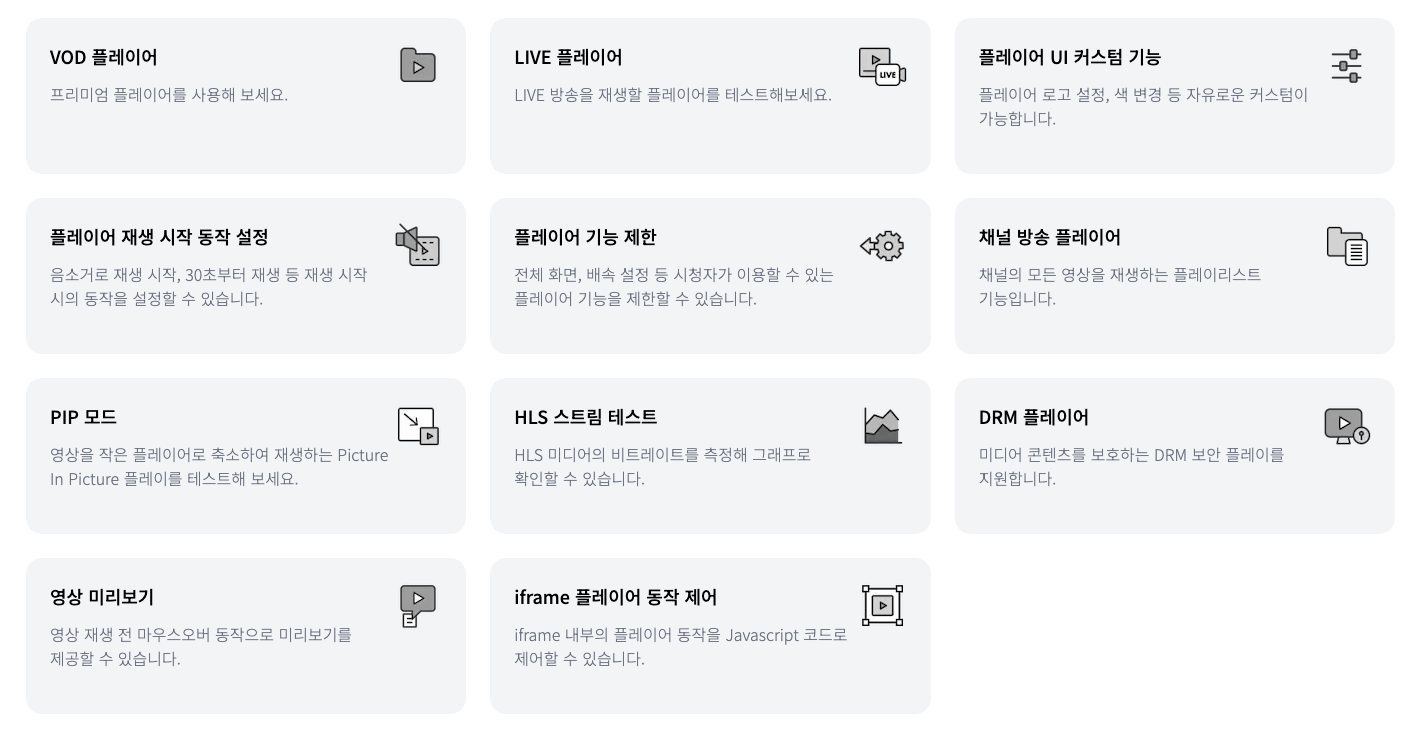 VOD 플레이어
프리미엄 플레이어를 사용해 보세요.
LIVE 플레이어
LIVE 방송을 재생할 플레이어를 테스트해보세요.
LIVE
플레이어 UI 커스텀 기능
플레이어 로고 설정, 색 변경 등 자유로운 커스텀이
가능합니다.
플레이어 재생 시작 동작 설정
음소거로 재생 시작, 30초부터 재생 등 재생 시작
시의 동작을 설정할 수 있습니다.
플레이어 기능 제한
전체 화면, 배속 설정 등 시청자가 이용할 수 있는
플레이어 기능을 제한할 수 있습니다.
채널 방송 플레이어
채널의 모든 영상을 재생하는 플레이리스트
기능입니다.
PIP 모드
영상을 작은 플레이어로 축소하여 재생하는 Picture
In Picture 플레이를 테스트해 보세요.
HLS 스트림 테스트
HLS 미디어의 비트레이트를 측정해 그래프로
확인할 수 있습니다.
DRM 플레이어
미디어 콘텐츠를 보호하는 DRM 보안 플레이를
지원합니다.
영상 미리보기
영상 재생 전 마우스오버 동작으로 미리보기를
제공할 수 있습니다.
iframe 플레이어 동작 제어
iframe 내부의 플레이어 동작을 Javascript 코드로
제어할 수 있습니다.